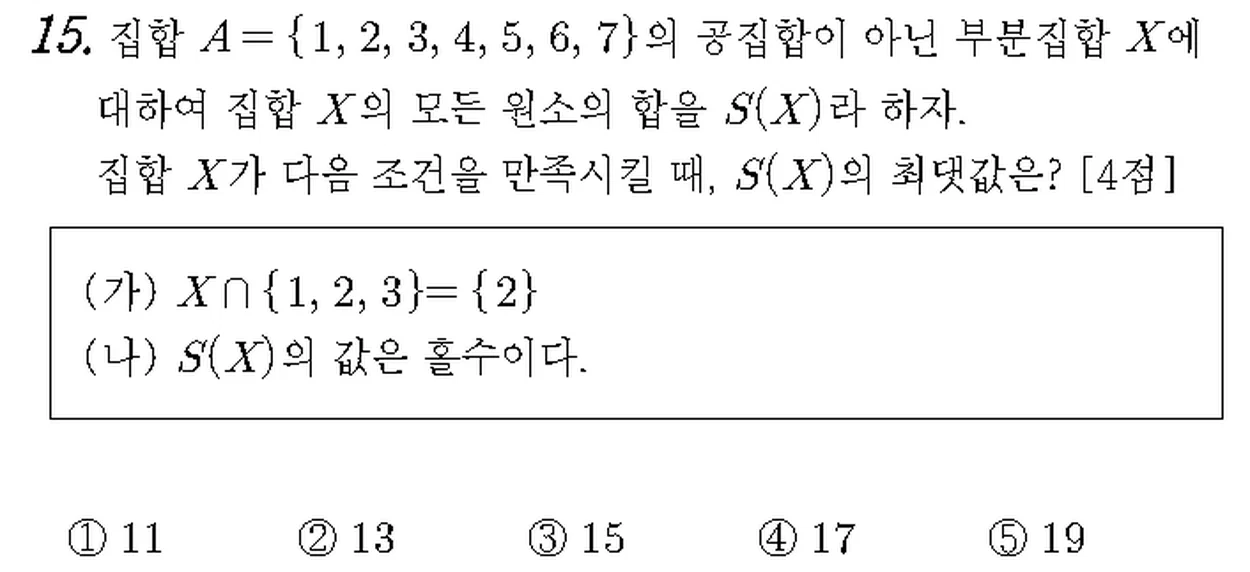 15. 집합 A={1, 2, 3, 4, 5, 6, 7}의 공집합이 아닌 부분집합 X에
대하여 집합 X의 모든 원소의 합을 S(X)라 하자.
집합 X가 다음 조건을 만족시킬 때, S(X)의 최댓값은? [4점]
(가) X∩{1, 2, 3}={2}
(나) S(X)의 값은 홀수이다.
① 11 ② 13 ③ 15 ④ 17 ⑤ 19